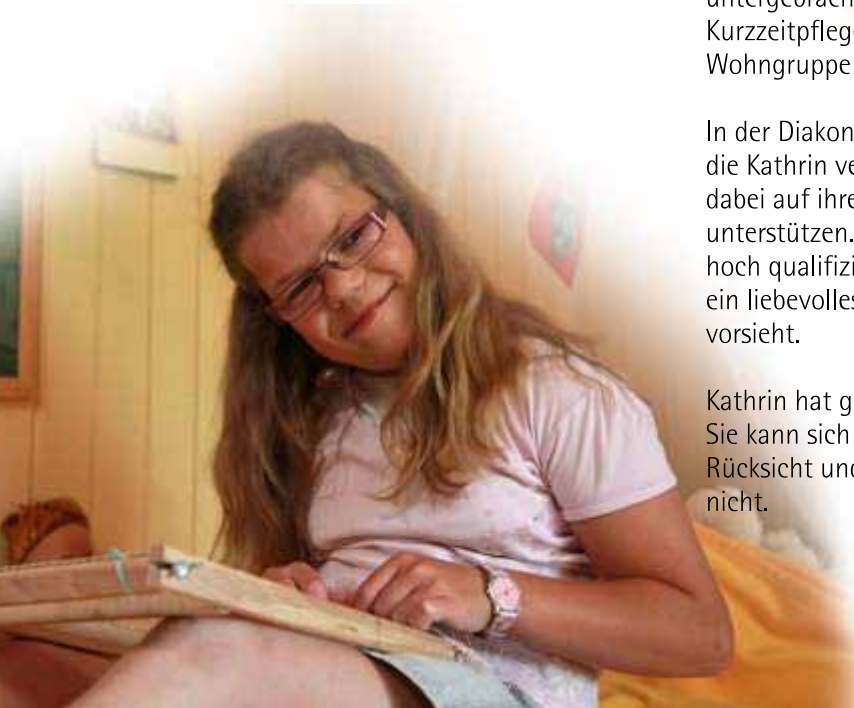 untergebrach
Kurzzeitpflege
Wohngruppe
In der Diakon
die Kathrin ve
dabei auf ihre
unterstützen.
hoch qualifizi
ein liebevolles
vorsieht.
Kathrin hat g
Sie kann sich
Rücksicht und
nicht.